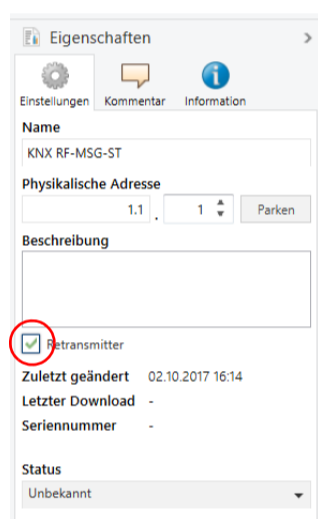 Eigenschaften
Einstellungen Kommentar Information
Name
KNX RF-MSG-ST
Physikalische Adresse
1.1 . 1 Parken
Beschreibung
Retransmitter
Zuletzt geändert 02.10.2017 16:14
Letzter Download -
Seriennummer -
Status
Unbekannt